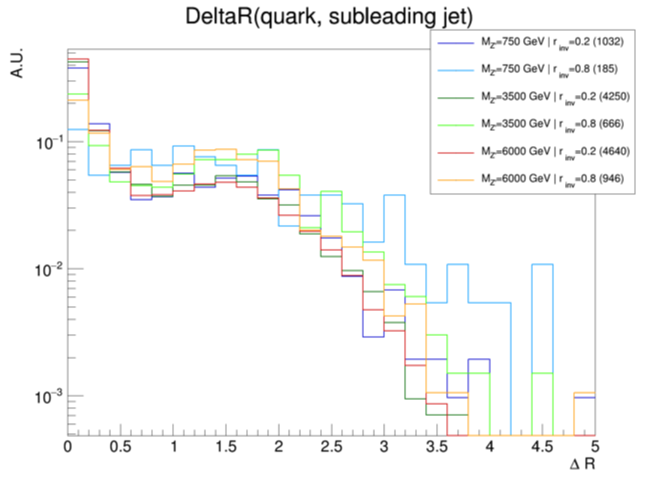 DeltaR(quark, subleading jet)
A.U.
M_Z=750 GeV | r_inv=0.2 (1032)
M_Z=750 GeV | r_inv=0.8 (185)
M_Z=3500 GeV | r_inv=0.2 (4250)
M_Z=3500 GeV | r_inv=0.8 (666)
M_Z=6000 GeV | r_inv=0.2 (4640)
M_Z=6000 GeV | r_inv=0.8 (946)
10⁻¹
10⁻²
10⁻³
0 0.5 1 1.5 2 2.5 3 3.5 4 4.5 5
Δ R